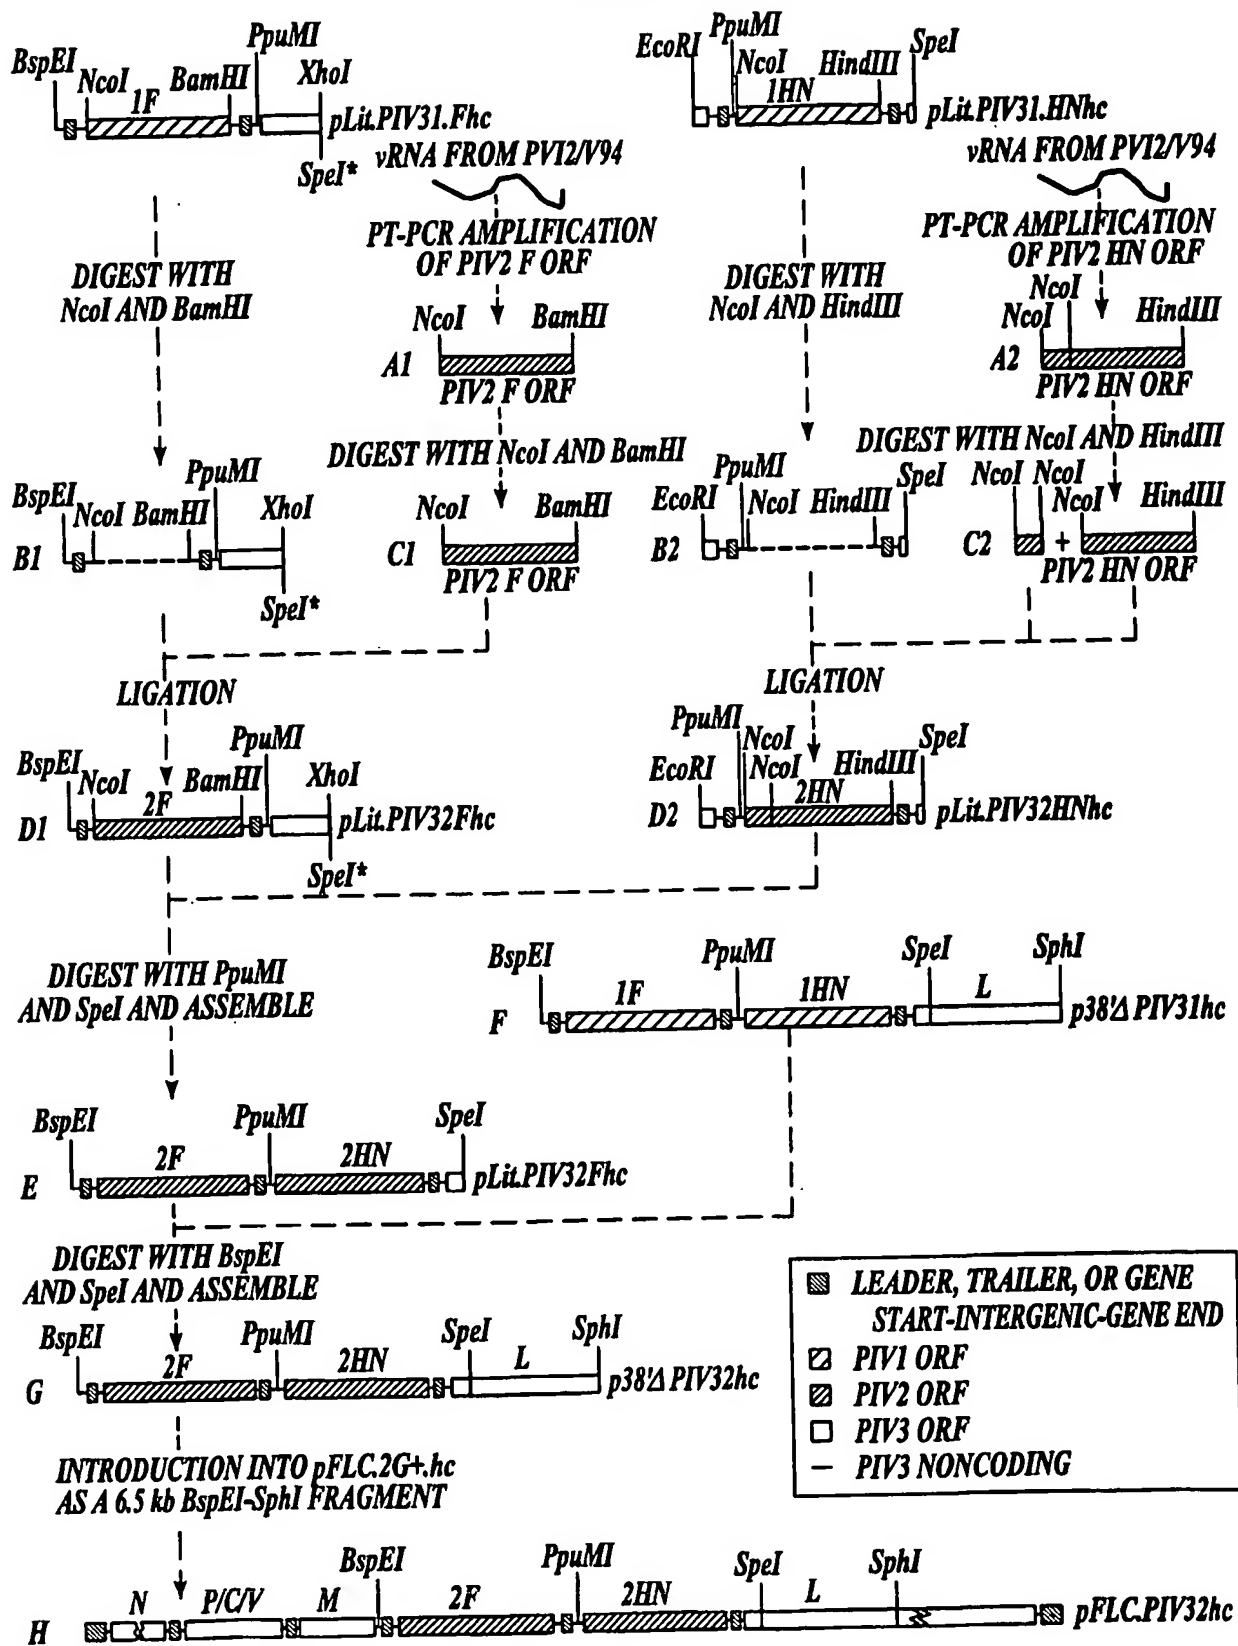 BspEI NcoI 1F BamHI PpuMI XhoI
pLit.PIV31.Fhc
SpeI*
vRNA FROM PVI2/V94
PT-PCR AMPLIFICATION
OF PIV2 F ORF
DIGEST WITH
NcoI AND BamHI
NcoI BamHI
A1
PIV2 F ORF
DIGEST WITH NcoI AND BamHI
EcoRI PpuMI NcoI 1HN HindIII SpeI
pLit.PIV31.HNhc
vRNA FROM PVI2/V94
PT-PCR AMPLIFICATION
OF PIV2 HN ORF
DIGEST WITH
NcoI AND HindIII
NcoI NcoI HindIII
A2
PIV2 HN ORF
DIGEST WITH NcoI AND HindIII
BspEI NcoI BamHI PpuMI XhoI
B1
SpeI*
NcoI BamHI
C1
PIV2 F ORF
EcoRI PpuMI NcoI HindIII SpeI
B2
NcoI NcoI NcoI HindIII
C2 +
PIV2 HN ORF
LIGATION
LIGATION
BspEI NcoI 2F BamHI PpuMI XhoI
D1
pLit.PIV32Fhc
SpeI*
EcoRI PpuMI NcoI NcoI 2HN HindIII SpeI
D2
pLit.PIV32HNhc
DIGEST WITH PpuMI
AND SpeI AND ASSEMBLE
BspEI 1F PpuMI 1HN SpeI L SphI
F
p38'Δ PIV31hc
BspEI 2F PpuMI 2HN SpeI
E
pLit.PIV32Fhc
DIGEST WITH BspEI
AND SpeI AND ASSEMBLE
BspEI 2F PpuMI 2HN SpeI L SphI
G
p38'Δ PIV32hc
LEADER, TRAILER, OR GENE
START-INTERGENIC-GENE END
PIV1 ORF
PIV2 ORF
PIV3 ORF
PIV3 NONCODING
INTRODUCTION INTO pFLC.2G+.hc
AS A 6.5 kb BspEI-SphI FRAGMENT
N P/C/V M BspEI 2F PpuMI 2HN SpeI L SphI
H
pFLC.PIV32hc